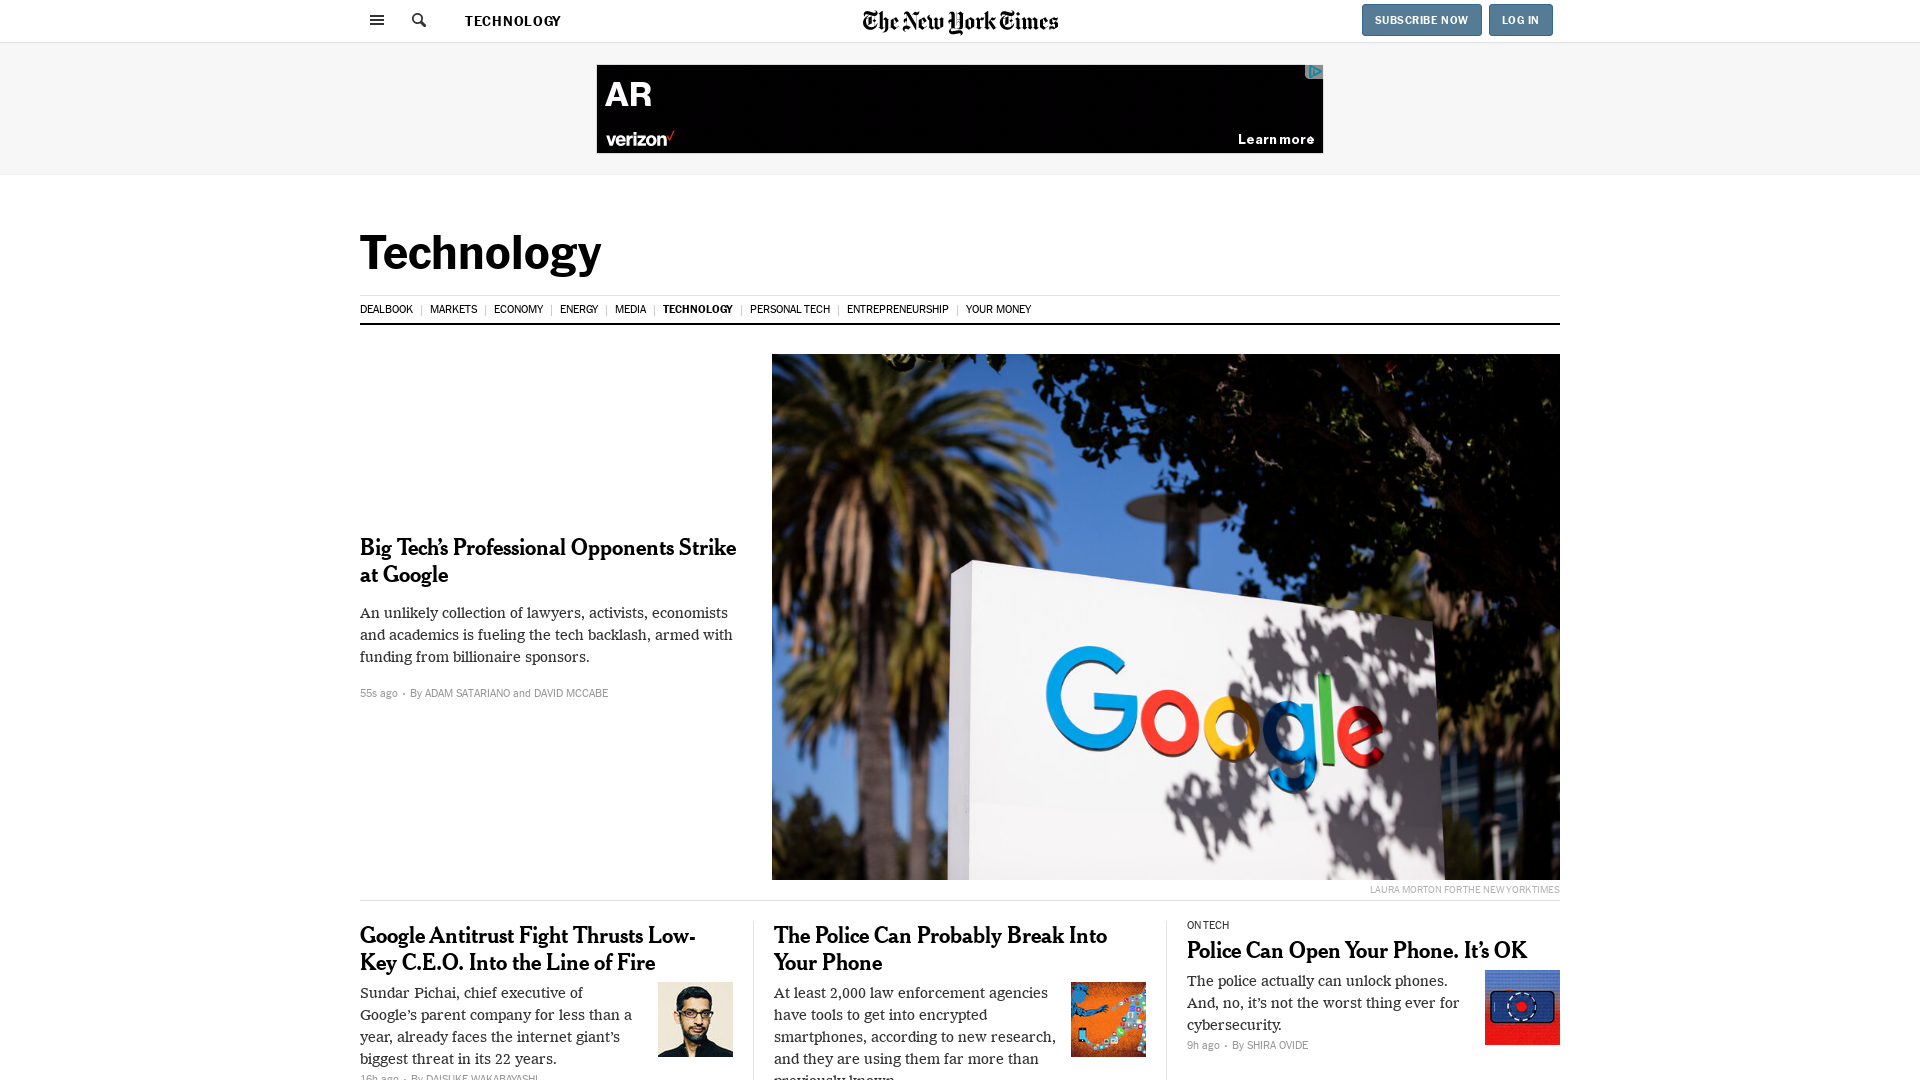 TECHNOLOGY
The New York Times
SUBSCRIBE NOW
LOG IN
AR
verizon
Learn more
Technology
DEALBOOK
MARKETS
ECONOMY
ENERGY
MEDIA
TECHNOLOGY
PERSONAL TECH
ENTREPRENEURSHIP
YOUR MONEY
Big Tech's Professional Opponents Strike
at Google
An unlikely collection of lawyers, activists, economists
and academics is fueling the tech backlash, armed with
funding from billionaire sponsors.
55s ago · By ADAM SATARIANO and DAVID MCCABE
Google
LAURA MORTON FOR THE NEW YORK TIMES
Google Antitrust Fight Thrusts Low-
Key C.E.O. Into the Line of Fire
Sundar Pichai, chief executive of
Google's parent company for less than a
year, already faces the internet giant's
biggest threat in its 22 years.
16h ago · By DAISUKE WAKABAYASHI
The Police Can Probably Break Into
Your Phone
At least 2,000 law enforcement agencies
have tools to get into encrypted
smartphones, according to new research,
and they are using them far more than
previously known.
ON TECH
Police Can Open Your Phone. It's OK
The police actually can unlock phones.
And, no, it's not the worst thing ever for
cybersecurity.
9h ago · By SHIRA OVIDE